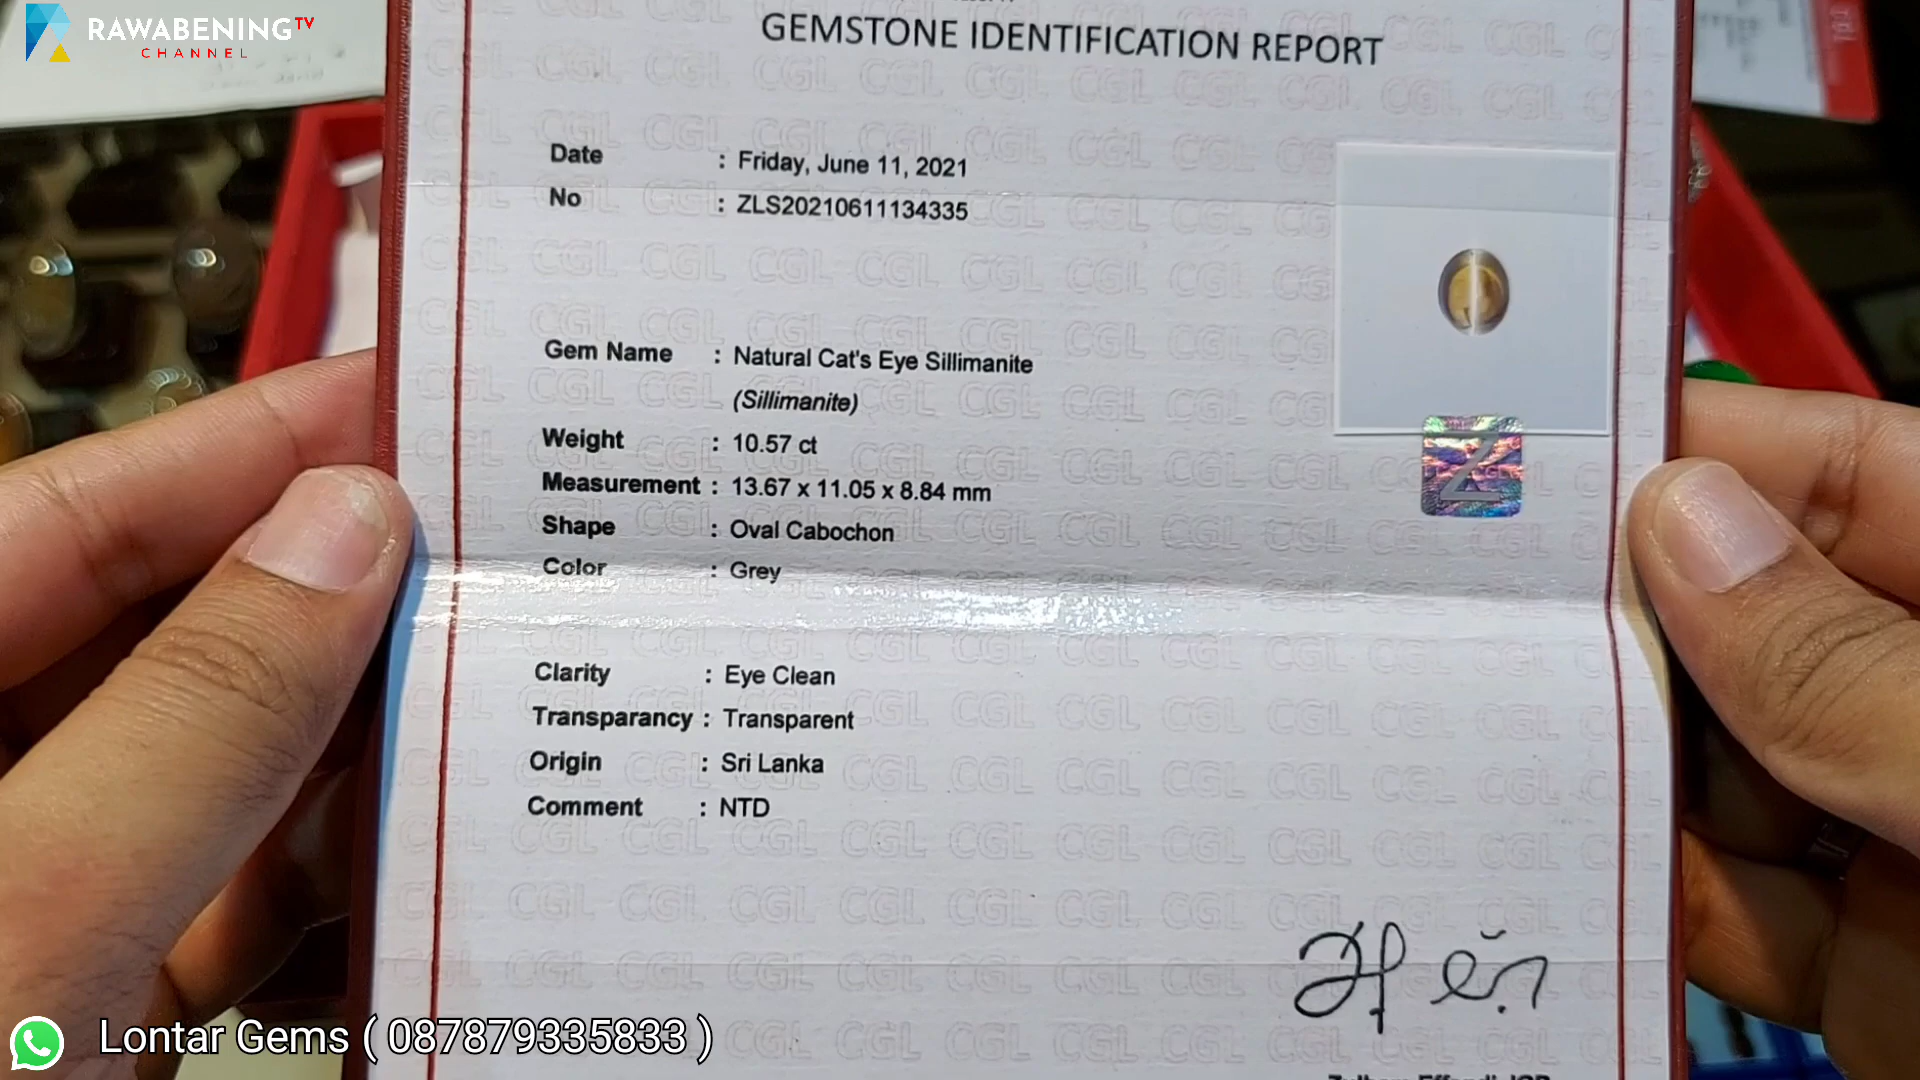 RAWABENING TV
CHANNEL
GEMSTONE IDENTIFICATION REPORT
Date : Friday, June 11, 2021
No : ZLS20210611134335
Gem Name : Natural Cat's Eye Sillimanite
(Sillimanite)
Weight : 10.57 ct
Measurement : 13.67 x 11.05 x 8.84 mm
Shape : Oval Cabochon
Color : Grey
Z
Clarity : Eye Clean
Transparancy : Transparent
Origin : Sri Lanka
Comment : NTD
CGL
Lontar Gems ( 087879335833 )